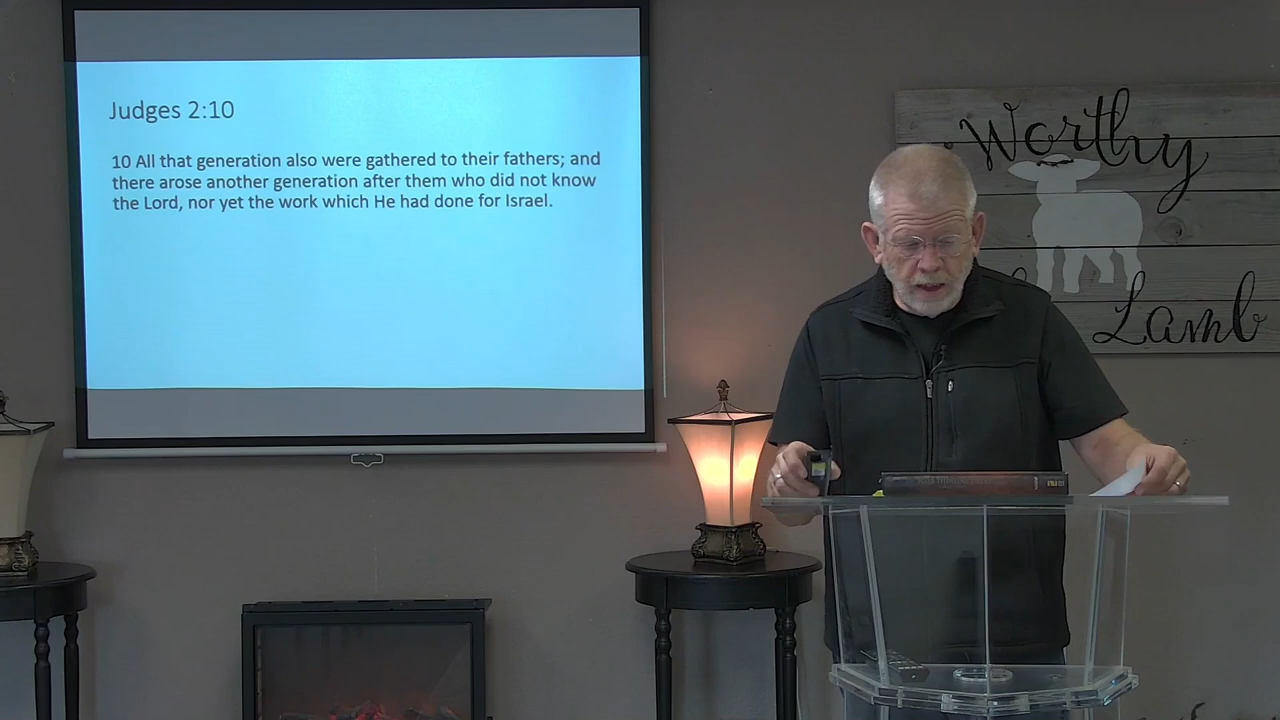 Judges 2:10
10 All that generation also were gathered to their fathers; and
there arose another generation after them who did not know
the Lord, nor yet the work which He had done for Israel.
Worthy
Lamb